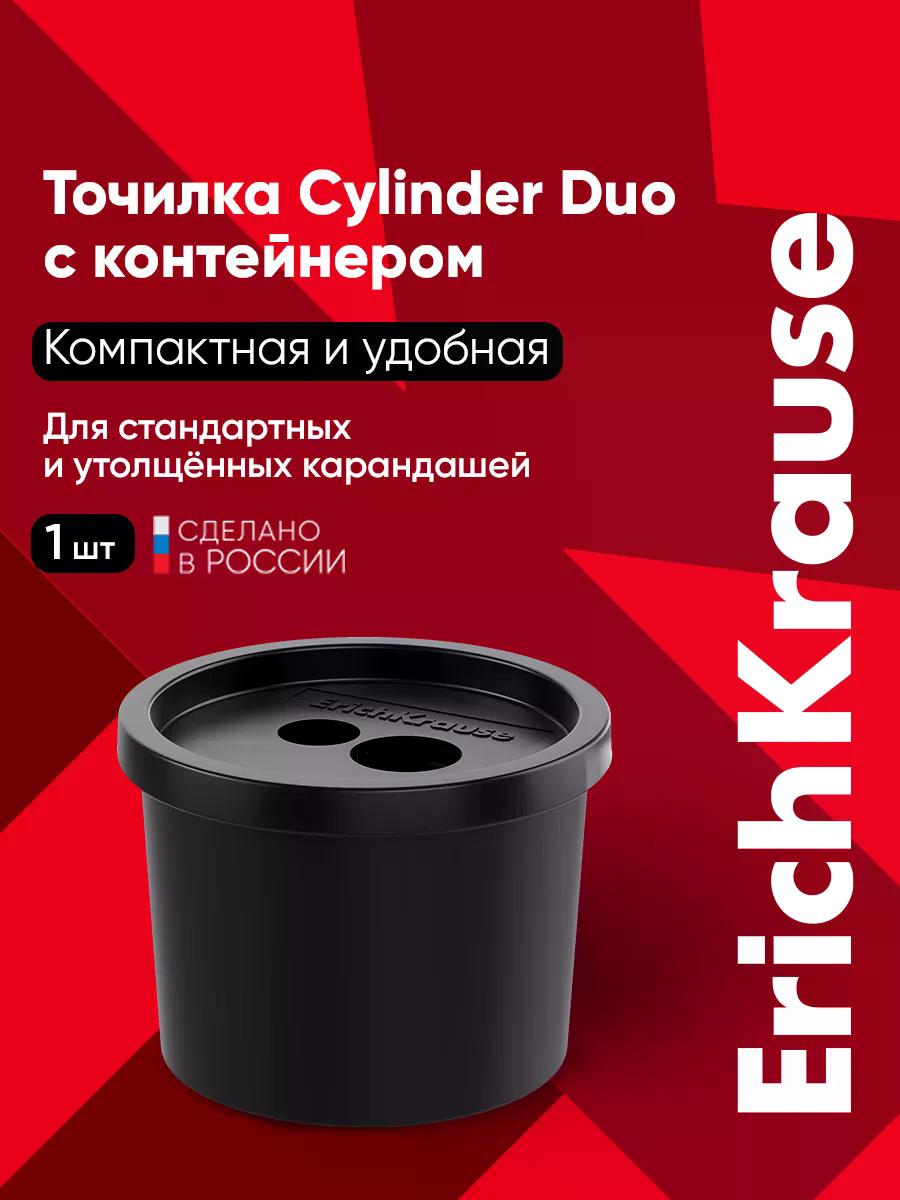 Точилка Cylinder Duo
с контейнером
Компактная и удобная
Для стандартных
и утолщённых карандашей
1 шт
СДЕЛАНО
В РОССИИ
ErichKrause
ErichKrause